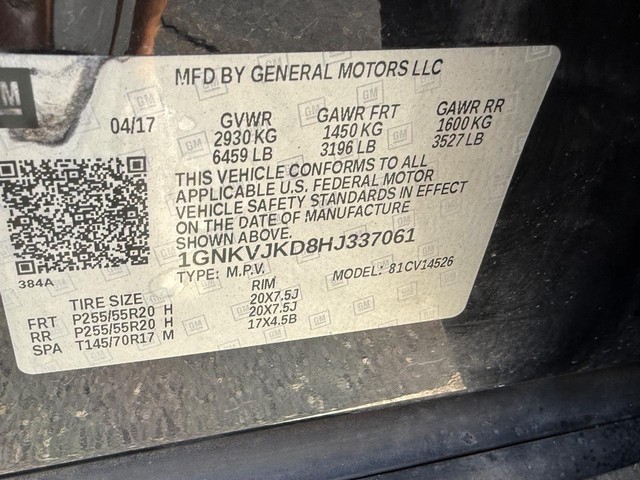 MFD BY GENERAL MOTORS LLC
04/17
GVWR GAWR FRT GAWR RR
2930 KG 1450 KG 1600 KG
6459 LB 3196 LB 3527 LB
THIS VEHICLE CONFORMS TO ALL
APPLICABLE U.S. FEDERAL MOTOR
VEHICLE SAFETY STANDARDS IN EFFECT
ON THE DATE OF MANUFACTURE
SHOWN ABOVE.
1GNKVJKD8HJ337061
TYPE: M.P.V. MODEL: 81CV14526
384A
TIRE SIZE RIM
FRT P255/55R20 H 20X7.5J
RR P255/55R20 H 20X7.5J
SPA T145/70R17 M 17X4.5B